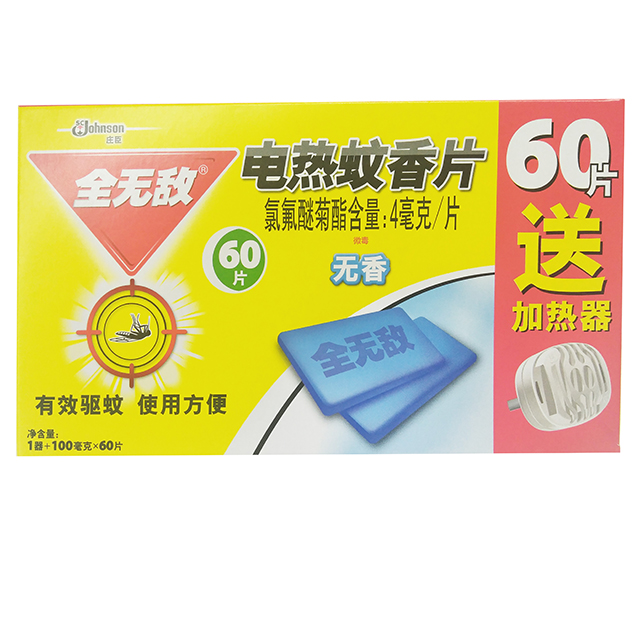 SC
Johnson
庄臣
全无敌®
电热蚊香片
氯氟醚菊酯含量:4毫克/片
微毒
60
片
无香
全无敌
有效驱蚊 使用方便
净含量:
1器+100毫克×60片
60片
送
加热器